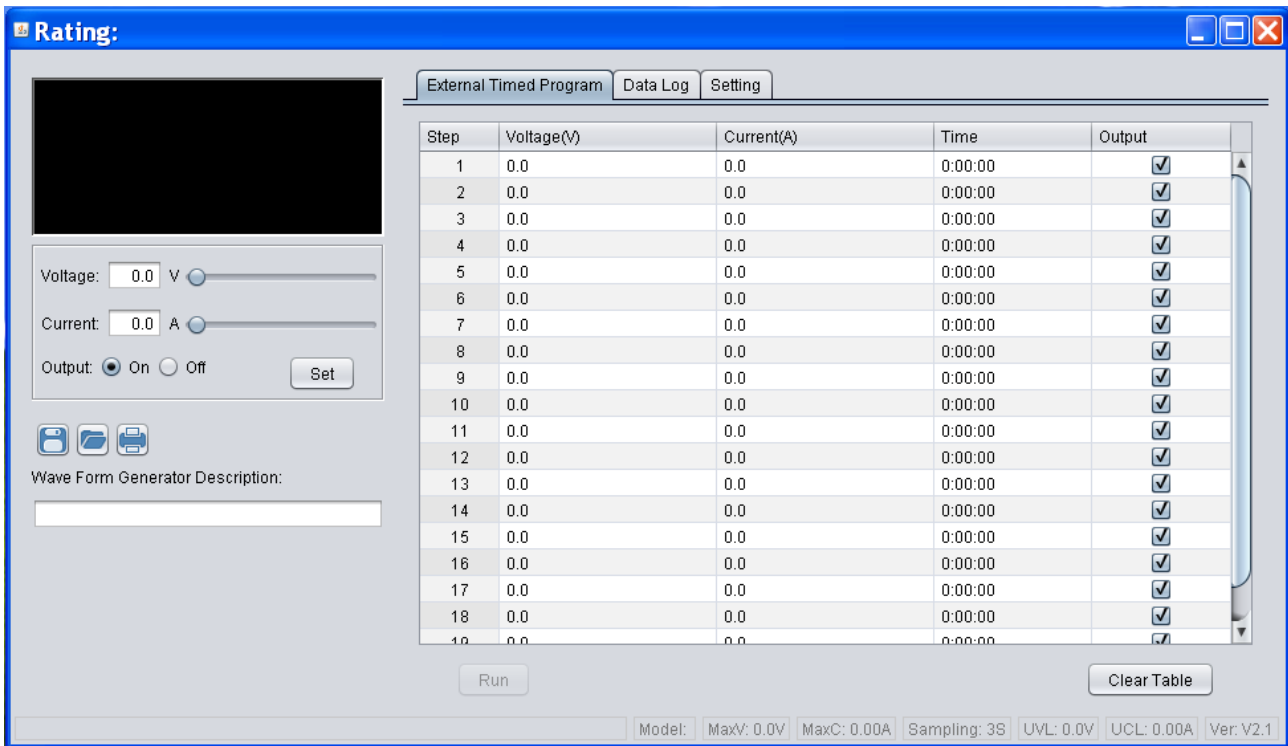 Rating:
External Timed Program Data Log Setting
Step Voltage(V) Current(A) Time Output
1 0.0 0.0 0:00:00
2 0.0 0.0 0:00:00
3 0.0 0.0 0:00:00
4 0.0 0.0 0:00:00
5 0.0 0.0 0:00:00
6 0.0 0.0 0:00:00
7 0.0 0.0 0:00:00
8 0.0 0.0 0:00:00
9 0.0 0.0 0:00:00
10 0.0 0.0 0:00:00
11 0.0 0.0 0:00:00
12 0.0 0.0 0:00:00
13 0.0 0.0 0:00:00
14 0.0 0.0 0:00:00
15 0.0 0.0 0:00:00
16 0.0 0.0 0:00:00
17 0.0 0.0 0:00:00
18 0.0 0.0 0:00:00
19 0.0 0.0 0:00:00
Voltage: 0.0 V
Current: 0.0 A
Output: On Off
Set
Wave Form Generator Description:
Run Clear Table
Model: MaxV: 0.0V MaxC: 0.00A Sampling: 3S UVL: 0.0V UCL: 0.00A Ver: V2.1